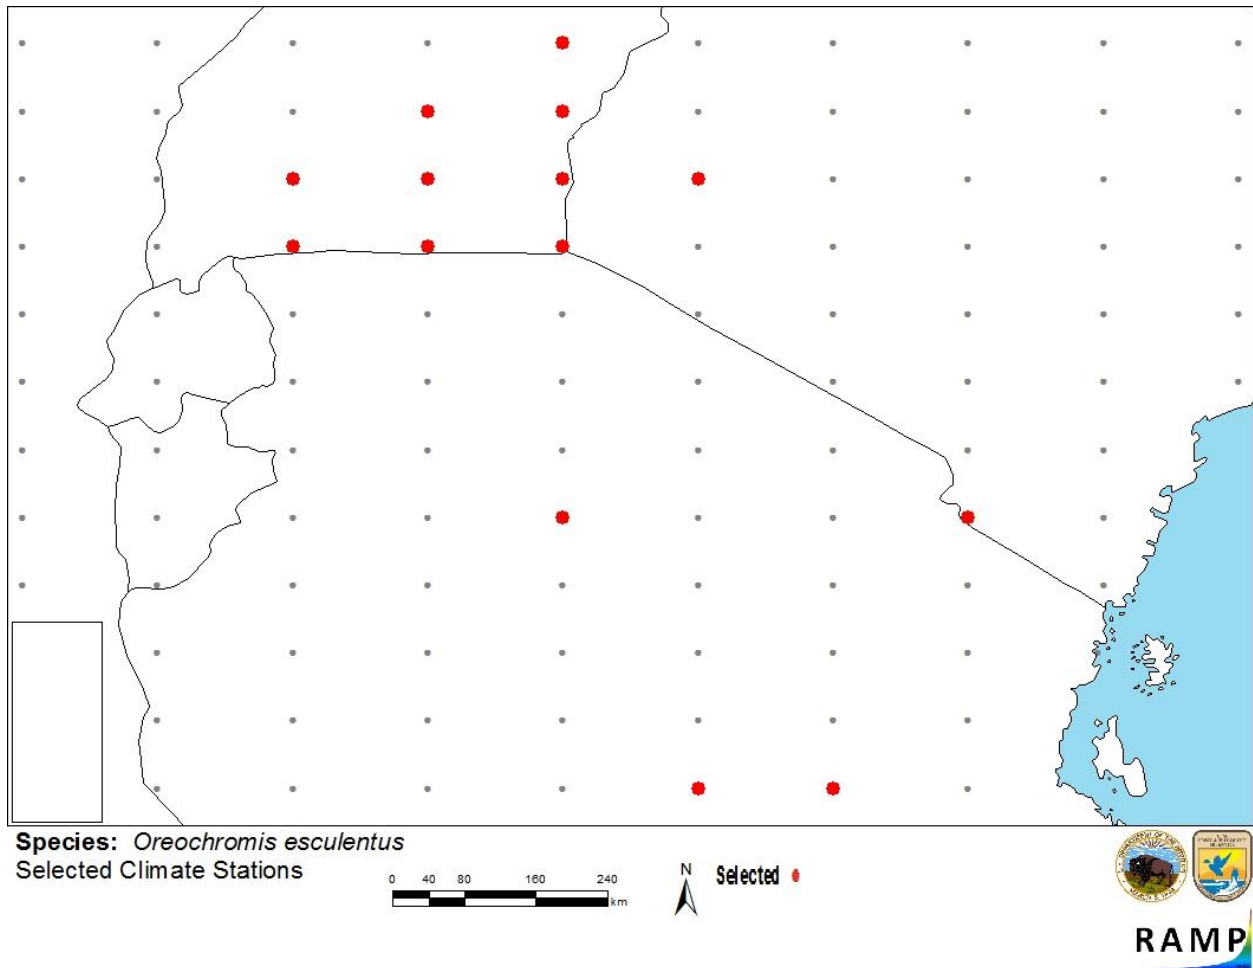 Species: Oreochromis esculentus
Selected Climate Stations
0 40 80 160 240
km
N
Selected
RAMP